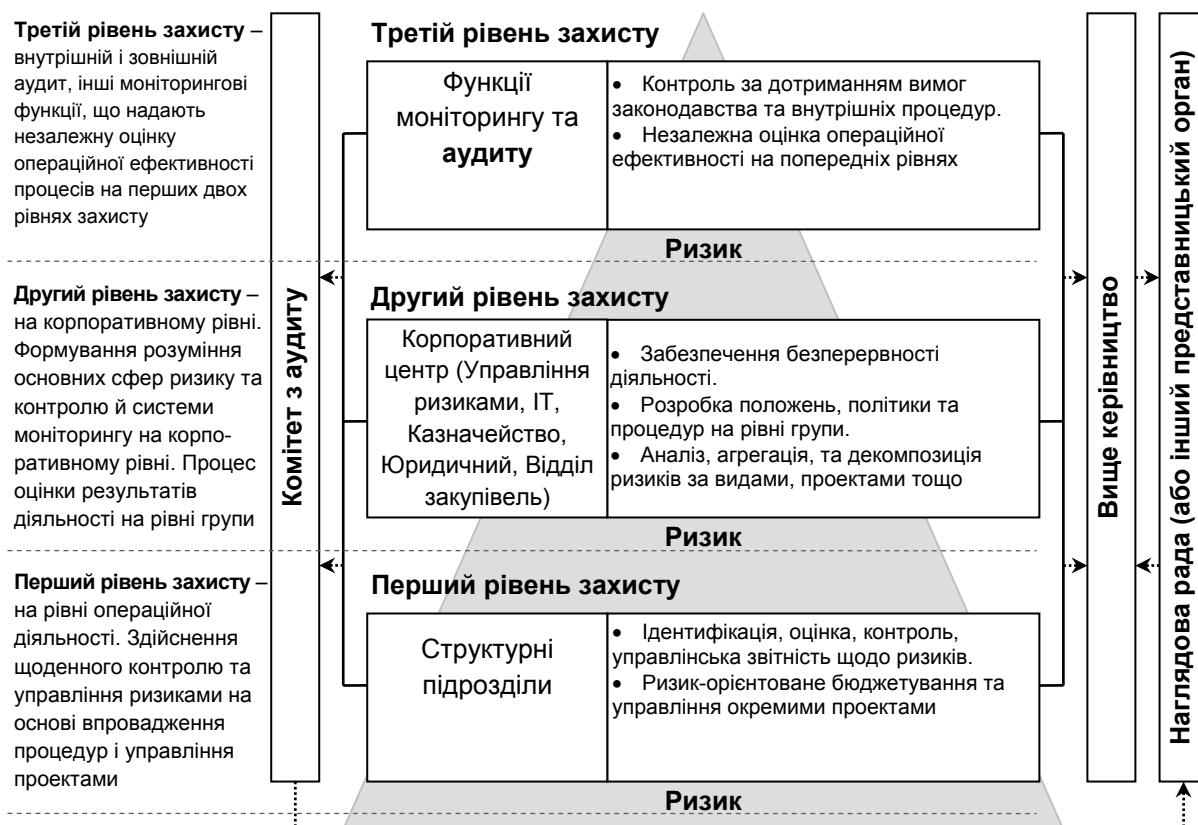 Третій рівень захисту –
внутрішній і зовнішній
аудит, інші моніторингові
функції, що надають
незалежну оцінку
операційної ефективності
процесів на перших двох
рівнях захисту
Другий рівень захисту –
на корпоративному рівні.
Формування розуміння
основних сфер ризику та
контролю й системи
моніторингу на корпо-
ративному рівні. Процес
оцінки результатів
діяльності на рівні групи
Перший рівень захисту –
на рівні операційної
діяльності. Здійснення
щоденного контролю та
управління ризиками на
основі впровадження
процедур і управління
проектами
Комітет з аудиту
Третій рівень захисту
Функції
моніторингу та
аудиту
• Контроль за дотриманням вимог
законодавства та внутрішніх процедур.
• Незалежна оцінка операційної
ефективності на попередніх рівнях
Ризик
Другий рівень захисту
Корпоративний
центр (Управління
ризиками, ІТ,
Казначейство,
Юридичний, Відділ
закупівель)
• Забезпечення безперервності
діяльності.
• Розробка положень, політики та
процедур на рівні групи.
• Аналіз, агрегація, та декомпозиція
ризиків за видами, проектами тощо
Ризик
Перший рівень захисту
Структурні
підрозділи
• Ідентифікація, оцінка, контроль,
управлінська звітність щодо ризиків.
• Ризик-орієнтоване бюджетування та
управління окремими проектами
Ризик
Вище керівництво
Наглядова рада (або інший представницький орган)